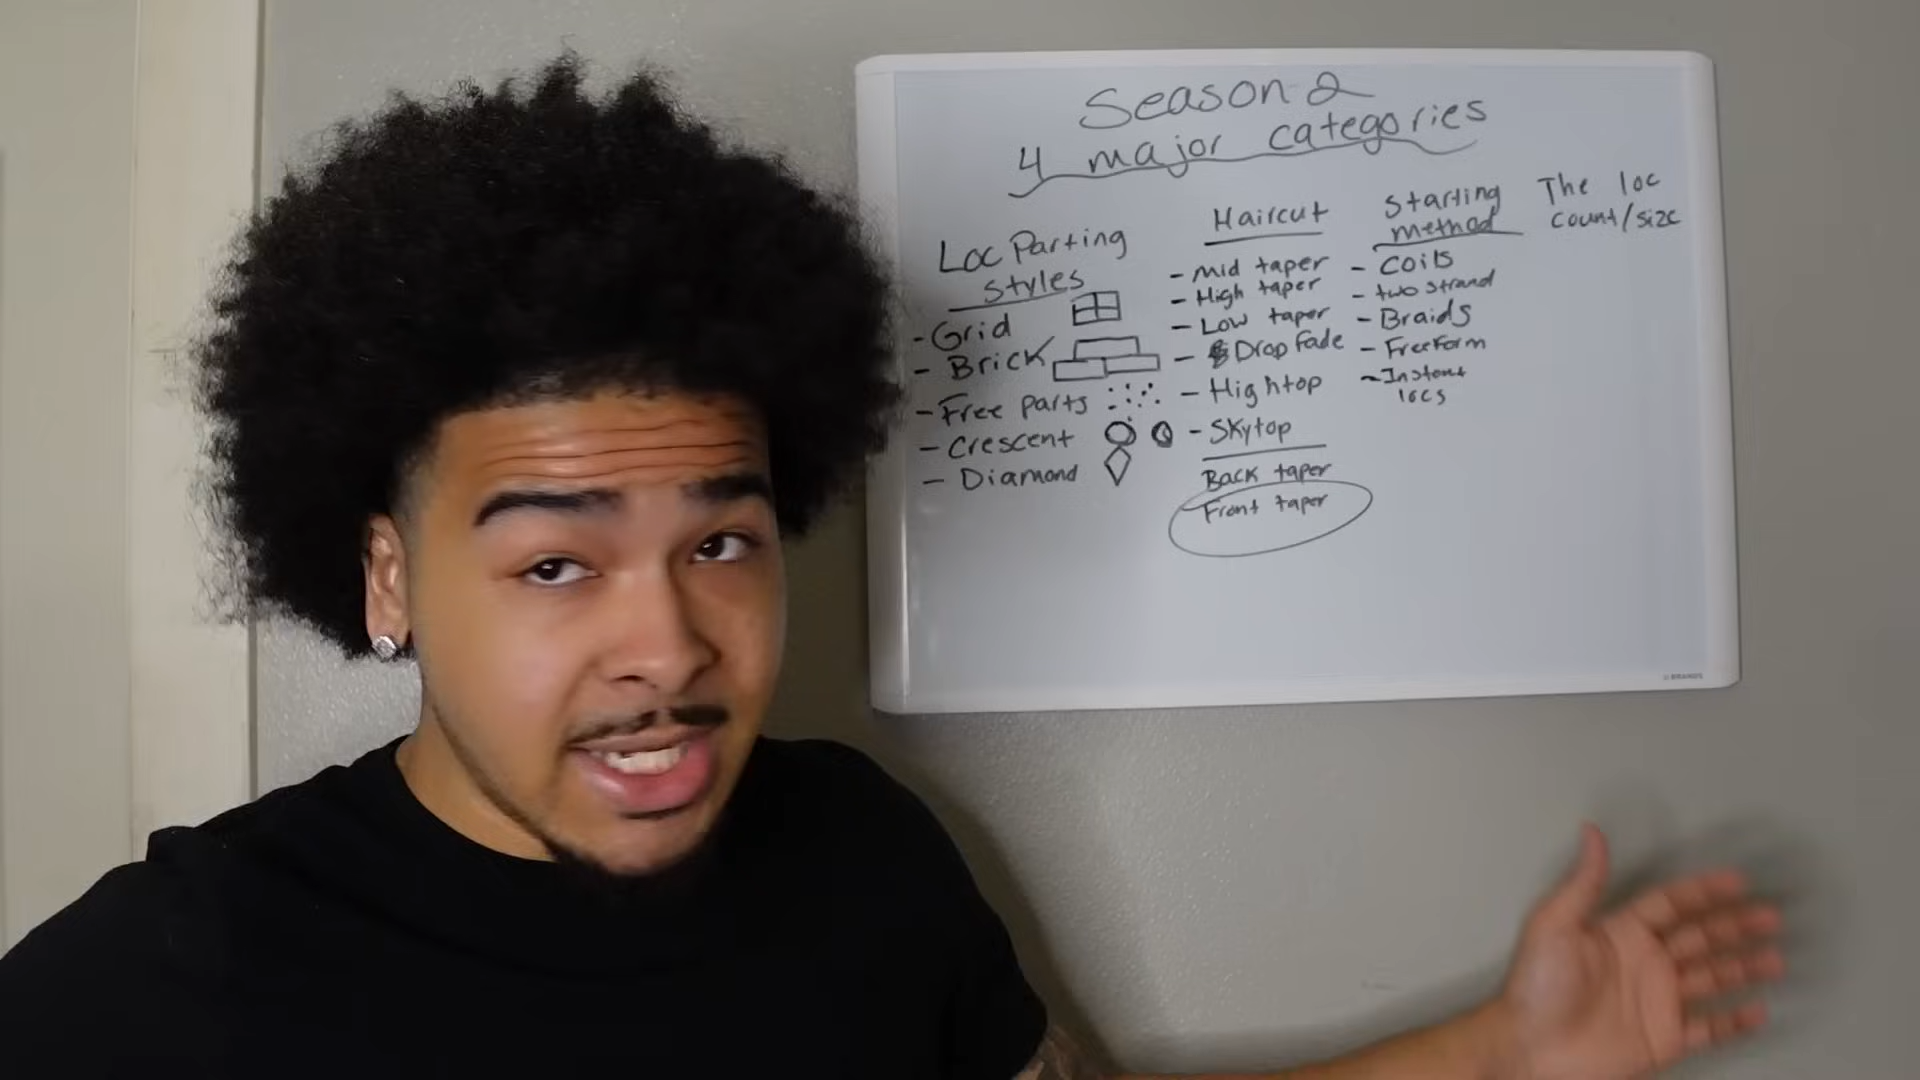 Season 2
4 major categories
Loc Parting
styles
- Grid
- Brick
- Free parts
- Crescent
- Diamond
Haircut
- Mid taper
- High taper
- Low taper
- Drop fade
- Hightop
- Skytop
Back taper
Front taper
Starting
method
- Coils
- two strand
- Braids
- Freeform
- Instant
locs
The loc
count/size